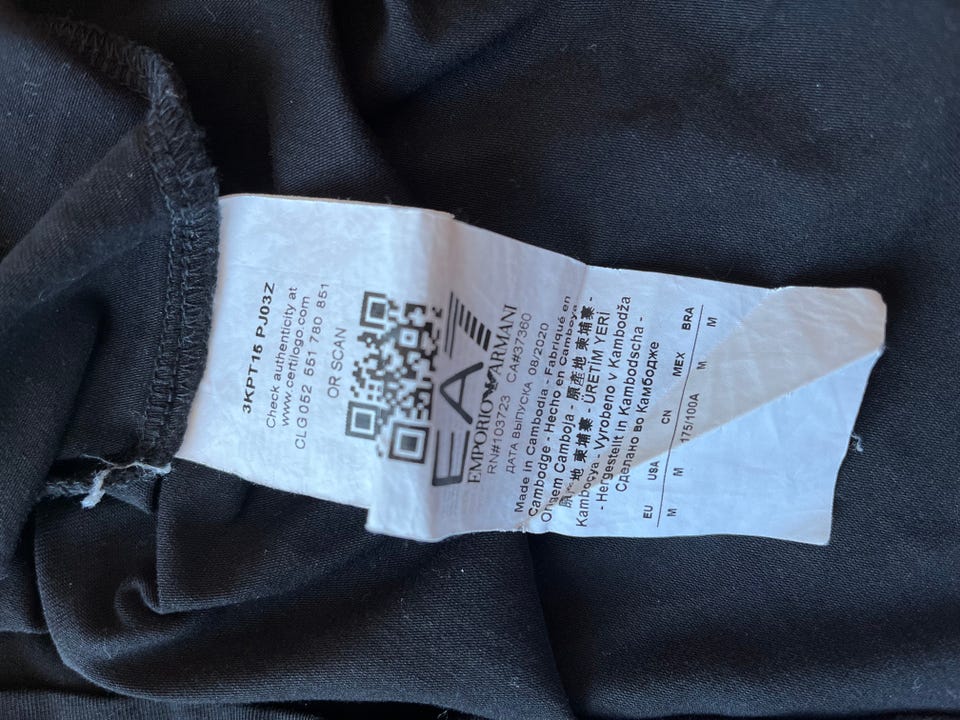 3KPT15 PJ03Z
Check authenticity at
www.certilogo.com
CLG 052 551 780 851
OR SCAN
EA7
EMPORIO ARMANI
RN#103723 CA#37360
ДАТА ВЫПУСКА 08/2020
Made in Cambodia - Fabriqué en
Cambodge - Hecho en Camboya
Origem Camboja - 原產地 柬埔寨 -
原产地 柬埔寨 - ÜRETİM YERİ
Kamboçya - Vyrobeno v Kambodža
- Hergestellt in Kambodscha -
Сделано во Камбодже
EU USA CN MEX BRA
M M 175/100A M M